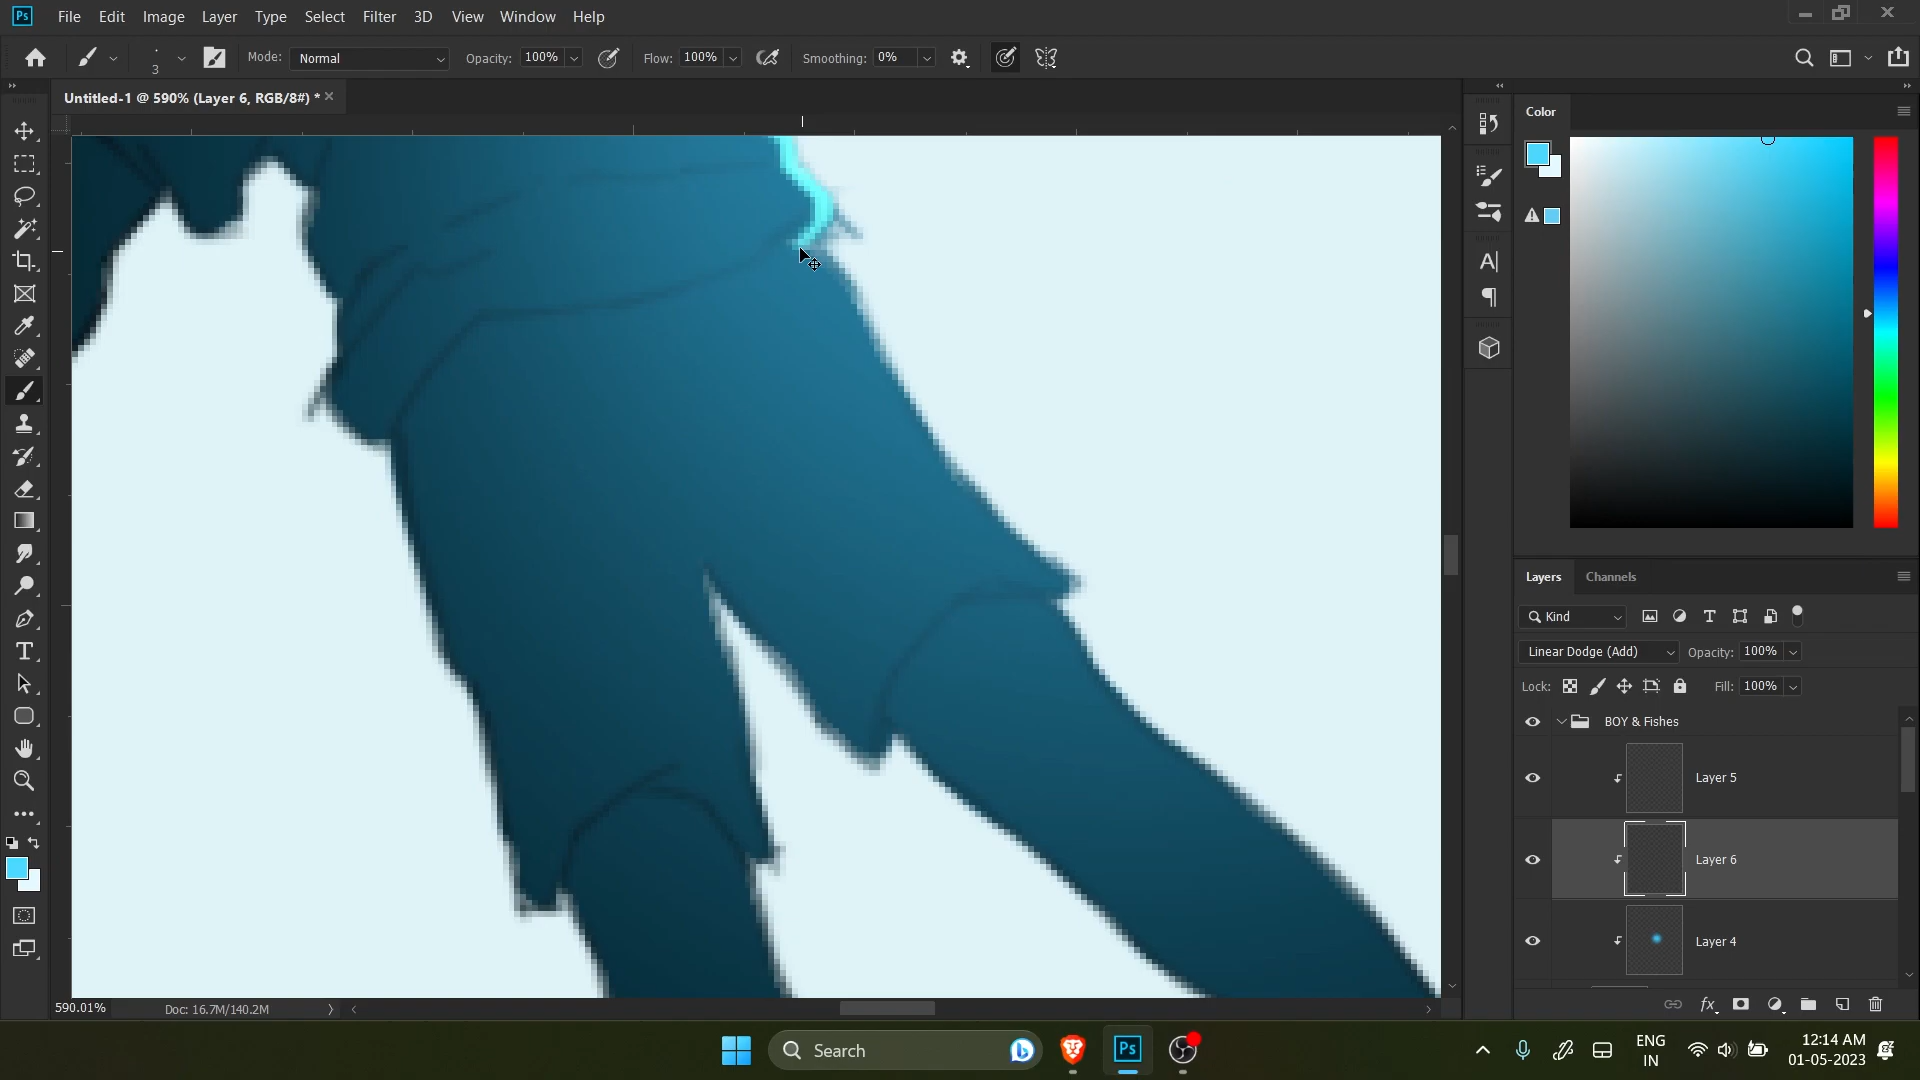 Ps File Edit Image Layer Type Select Filter 3D View Window Help
3 Mode: Normal Opacity: 100% Flow: 100% Smoothing: 0%
Untitled-1 @ 590% (Layer 6, RGB/8#) *
Color
Layers Channels
Kind
Linear Dodge (Add) Opacity: 100%
Lock: Fill: 100%
BOY & Fishes
Layer 5
Layer 6
Layer 4
590.01% Doc: 16.7M/140.2M
fx
Search
Ps
ENG
IN
12:14 AM
01-05-2023